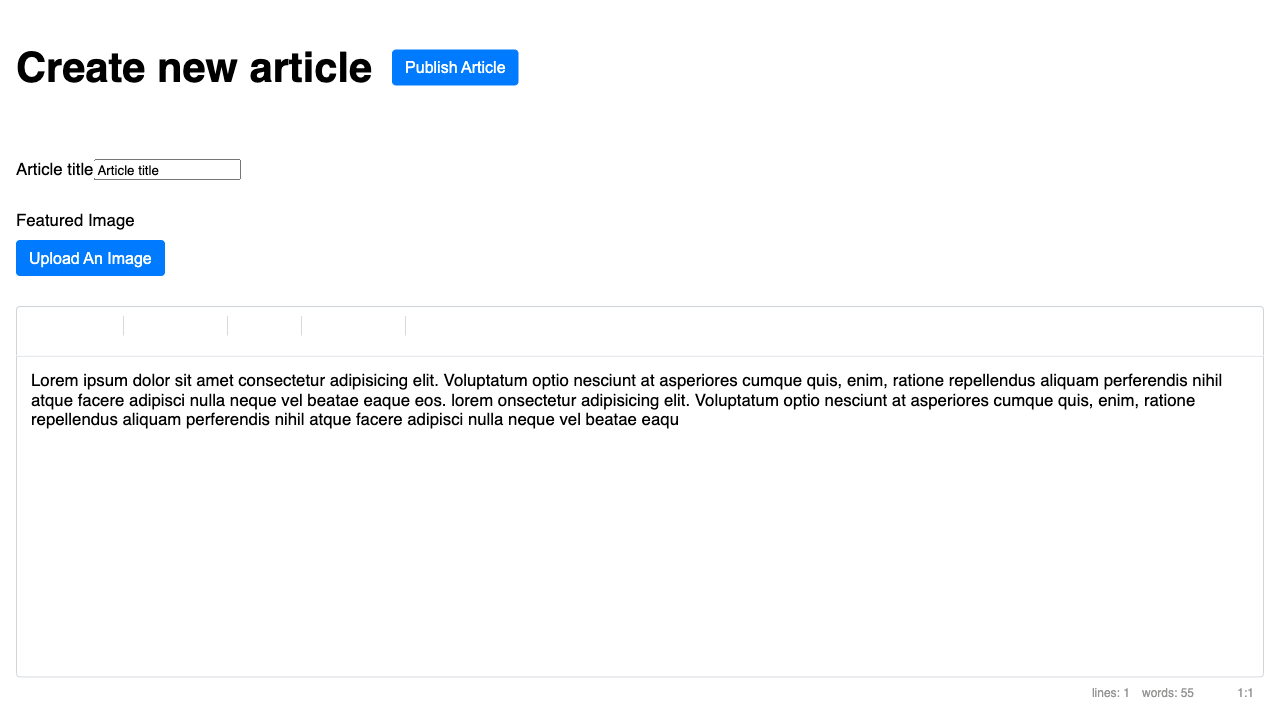 Create new article
Publish Article
Article title
Article title
Featured Image
Upload An Image
Lorem ipsum dolor sit amet consectetur adipisicing elit. Voluptatum optio nesciunt at asperiores cumque quis, enim, ratione repellendus aliquam perferendis nihil
atque facere adipisci nulla neque vel beatae eaque eos. lorem onsectetur adipisicing elit. Voluptatum optio nesciunt at asperiores cumque quis, enim, ratione
repellendus aliquam perferendis nihil atque facere adipisci nulla neque vel beatae eaqu
lines: 1 words: 55 1:1